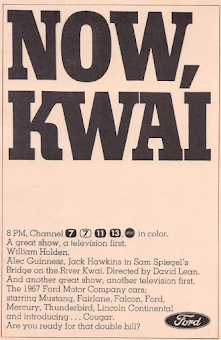 NOW,
KWAI
8 PM, Channel 7 7 11 13 abc in color.
A great show, a television first.
William Holden,
Alec Guinness, Jack Hawkins in Sam Spiegel's
Bridge on the River Kwai. Directed by David Lean.
And another great show, another television first.
The 1967 Ford Motor Company cars;
starring Mustang, Fairlane, Falcon, Ford,
Mercury, Thunderbird, Lincoln Continental
and introducing . . . Cougar.
Are you ready for that double bill?
Ford